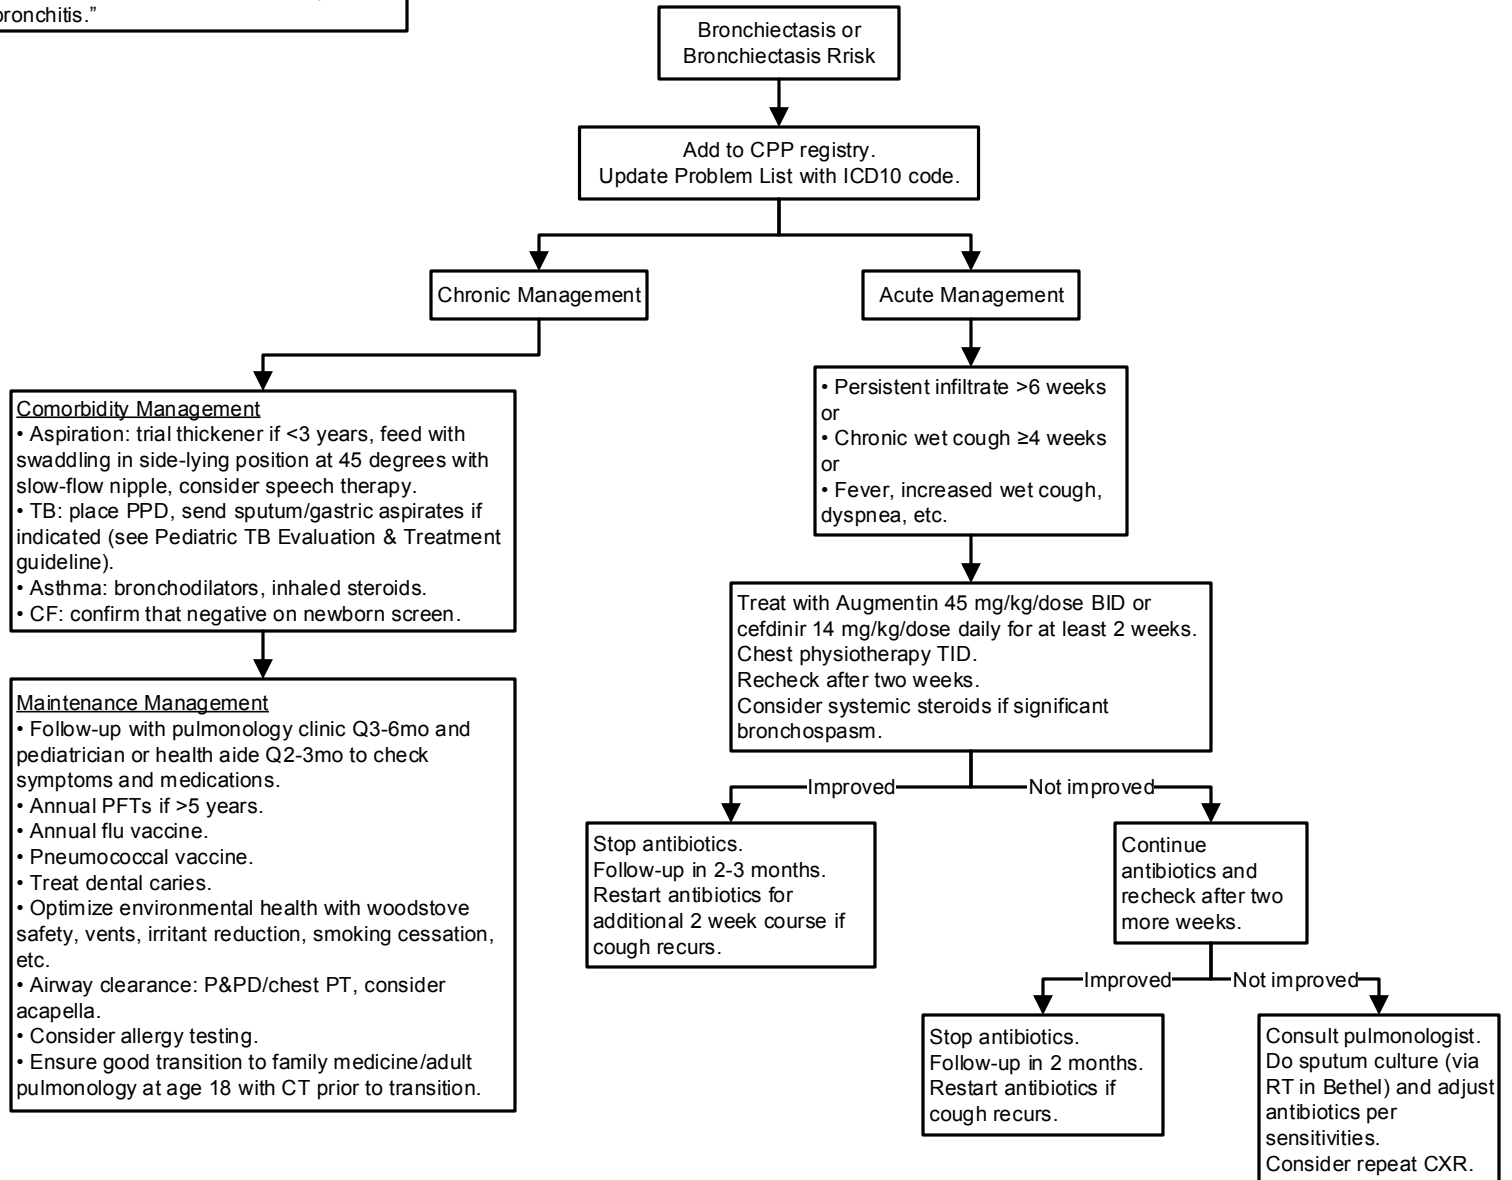 bronchitis.”
Bronchiectasis or
Bronchiectasis Rrisk
Add to CPP registry.
Update Problem List with ICD10 code.
Chronic Management
Acute Management
Comorbidity Management
• Aspiration: trial thickener if <3 years, feed with
swaddling in side-lying position at 45 degrees with
slow-flow nipple, consider speech therapy.
• TB: place PPD, send sputum/gastric aspirates if
indicated (see Pediatric TB Evaluation & Treatment
guideline).
• Asthma: bronchodilators, inhaled steroids.
• CF: confirm that negative on newborn screen.
Maintenance Management
• Follow-up with pulmonology clinic Q3-6mo and
pediatrician or health aide Q2-3mo to check
symptoms and medications.
• Annual PFTs if >5 years.
• Annual flu vaccine.
• Pneumococcal vaccine.
• Treat dental caries.
• Optimize environmental health with woodstove
safety, vents, irritant reduction, smoking cessation,
etc.
• Airway clearance: P&PD/chest PT, consider
acapella.
• Consider allergy testing.
• Ensure good transition to family medicine/adult
pulmonology at age 18 with CT prior to transition.
• Persistent infiltrate >6 weeks
or
• Chronic wet cough ≥4 weeks
or
• Fever, increased wet cough,
dyspnea, etc.
Treat with Augmentin 45 mg/kg/dose BID or
cefdinir 14 mg/kg/dose daily for at least 2 weeks.
Chest physiotherapy TID.
Recheck after two weeks.
Consider systemic steroids if significant
bronchospasm.
Improved
Not improved
Stop antibiotics.
Follow-up in 2-3 months.
Restart antibiotics for
additional 2 week course if
cough recurs.
Continue
antibiotics and
recheck after two
more weeks.
Improved
Not improved
Stop antibiotics.
Follow-up in 2 months.
Restart antibiotics if
cough recurs.
Consult pulmonologist.
Do sputum culture (via
RT in Bethel) and adjust
antibiotics per
sensitivities.
Consider repeat CXR.